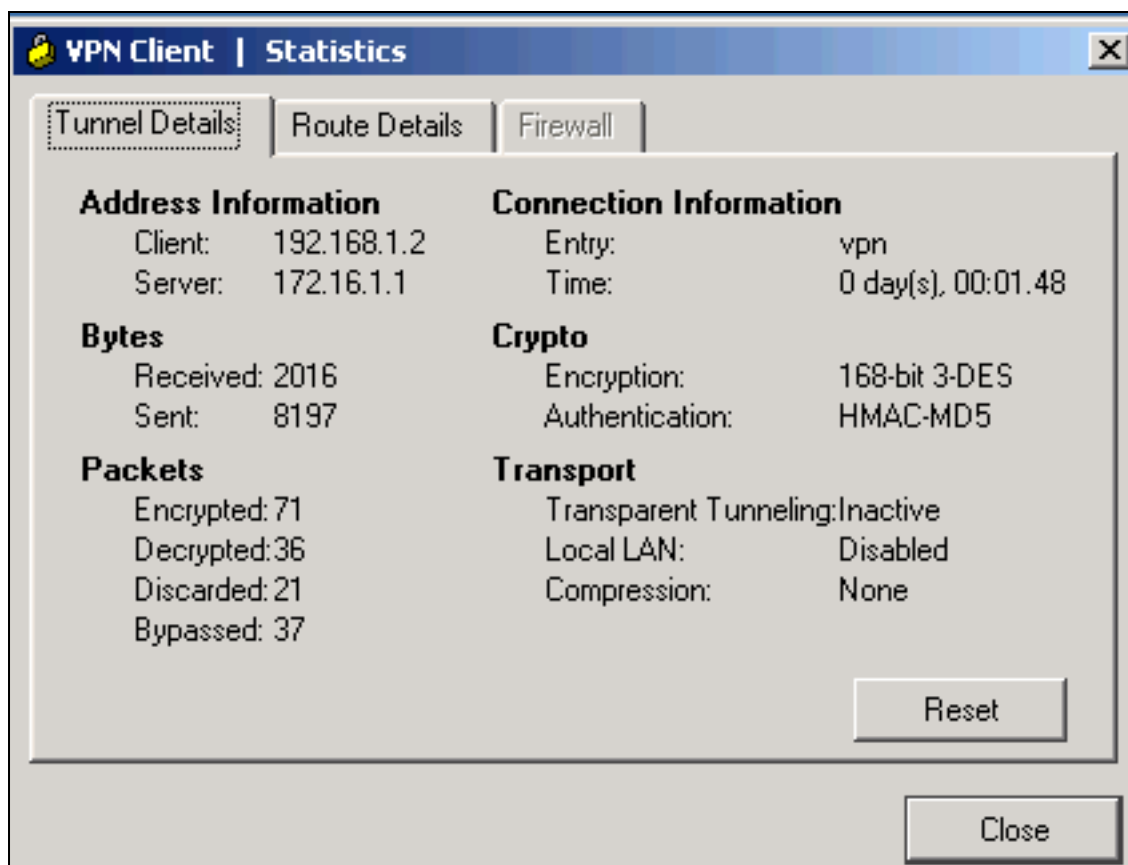 VPN Client | Statistics
Tunnel Details
Route Details
Firewall
Address Information
Client: 192.168.1.2
Server: 172.16.1.1
Connection Information
Entry: vpn
Time: 0 day(s), 00:01.48
Bytes
Received: 2016
Sent: 8197
Crypto
Encryption: 168-bit 3-DES
Authentication: HMAC-MD5
Packets
Encrypted: 71
Decrypted: 36
Discarded: 21
Bypassed: 37
Transport
Transparent Tunneling: Inactive
Local LAN: Disabled
Compression: None
Reset
Close